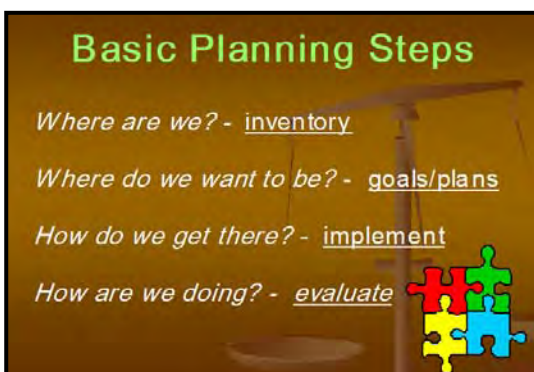 Basic Planning Steps
Where are we? - inventory
Where do we want to be? - goals/plans
How do we get there? - implement
How are we doing? - evaluate